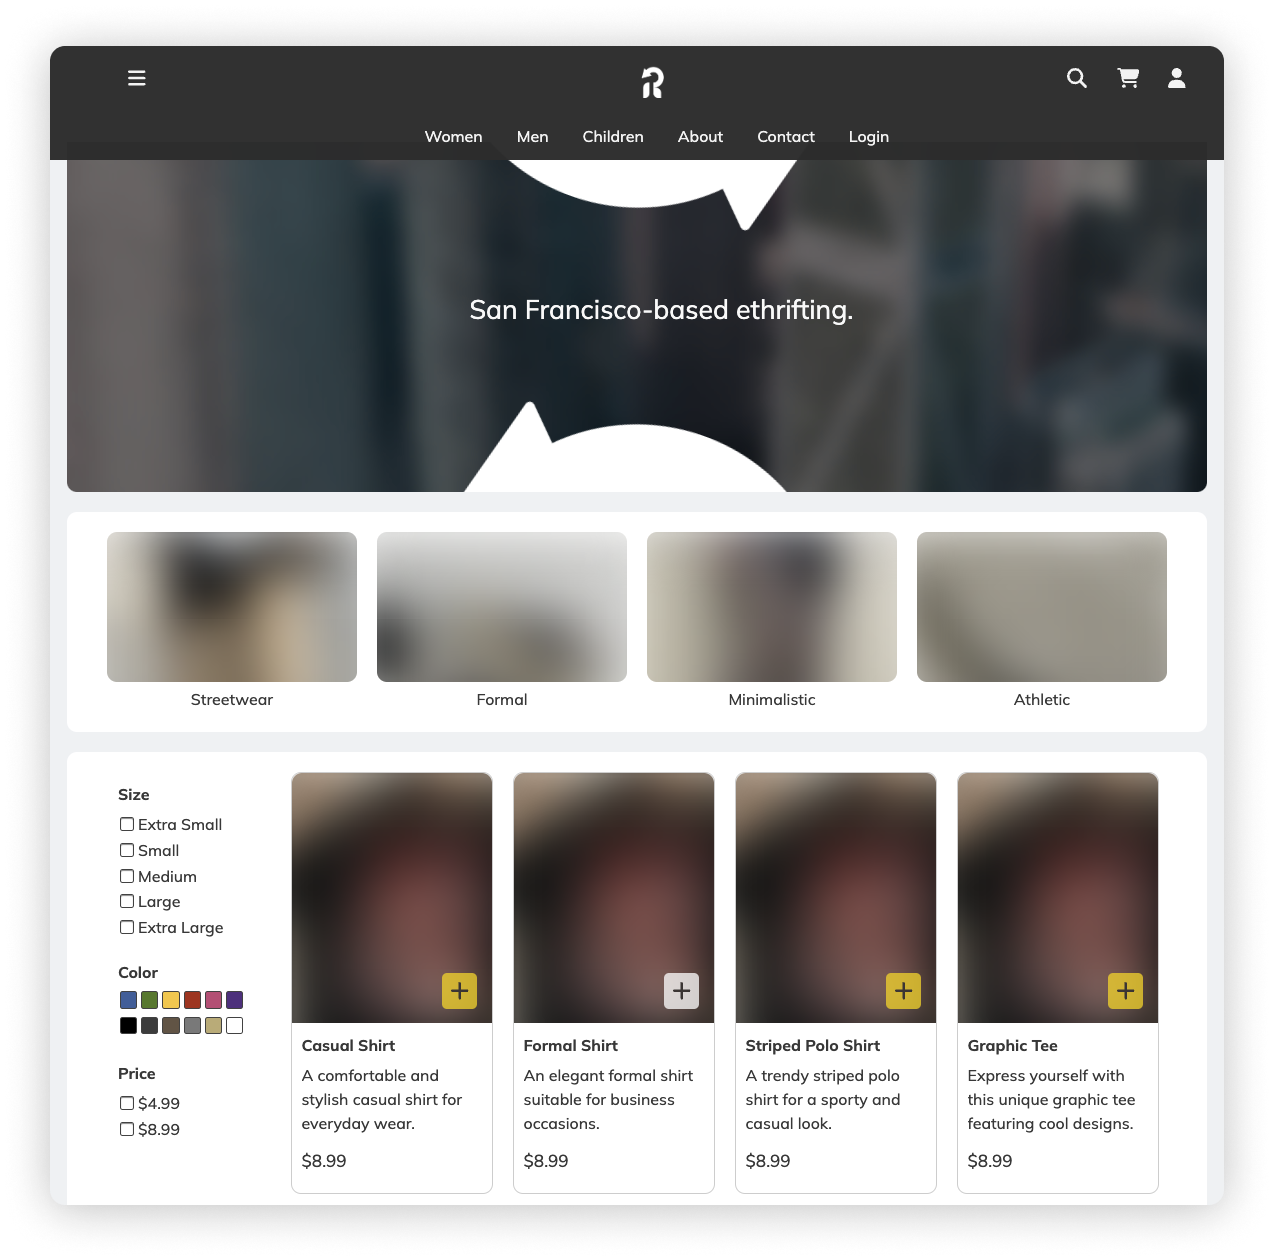 Women Men Children About Contact Login
San Francisco-based ethrifting.
Streetwear Formal Minimalistic Athletic
Size
Extra Small
Small
Medium
Large
Extra Large
Color
Price
$4.99
$8.99
Casual Shirt
A comfortable and
stylish casual shirt for
everyday wear.
$8.99
Formal Shirt
An elegant formal shirt
suitable for business
occasions.
$8.99
Striped Polo Shirt
A trendy striped polo
shirt for a sporty and
casual look.
$8.99
Graphic Tee
Express yourself with
this unique graphic tee
featuring cool designs.
$8.99